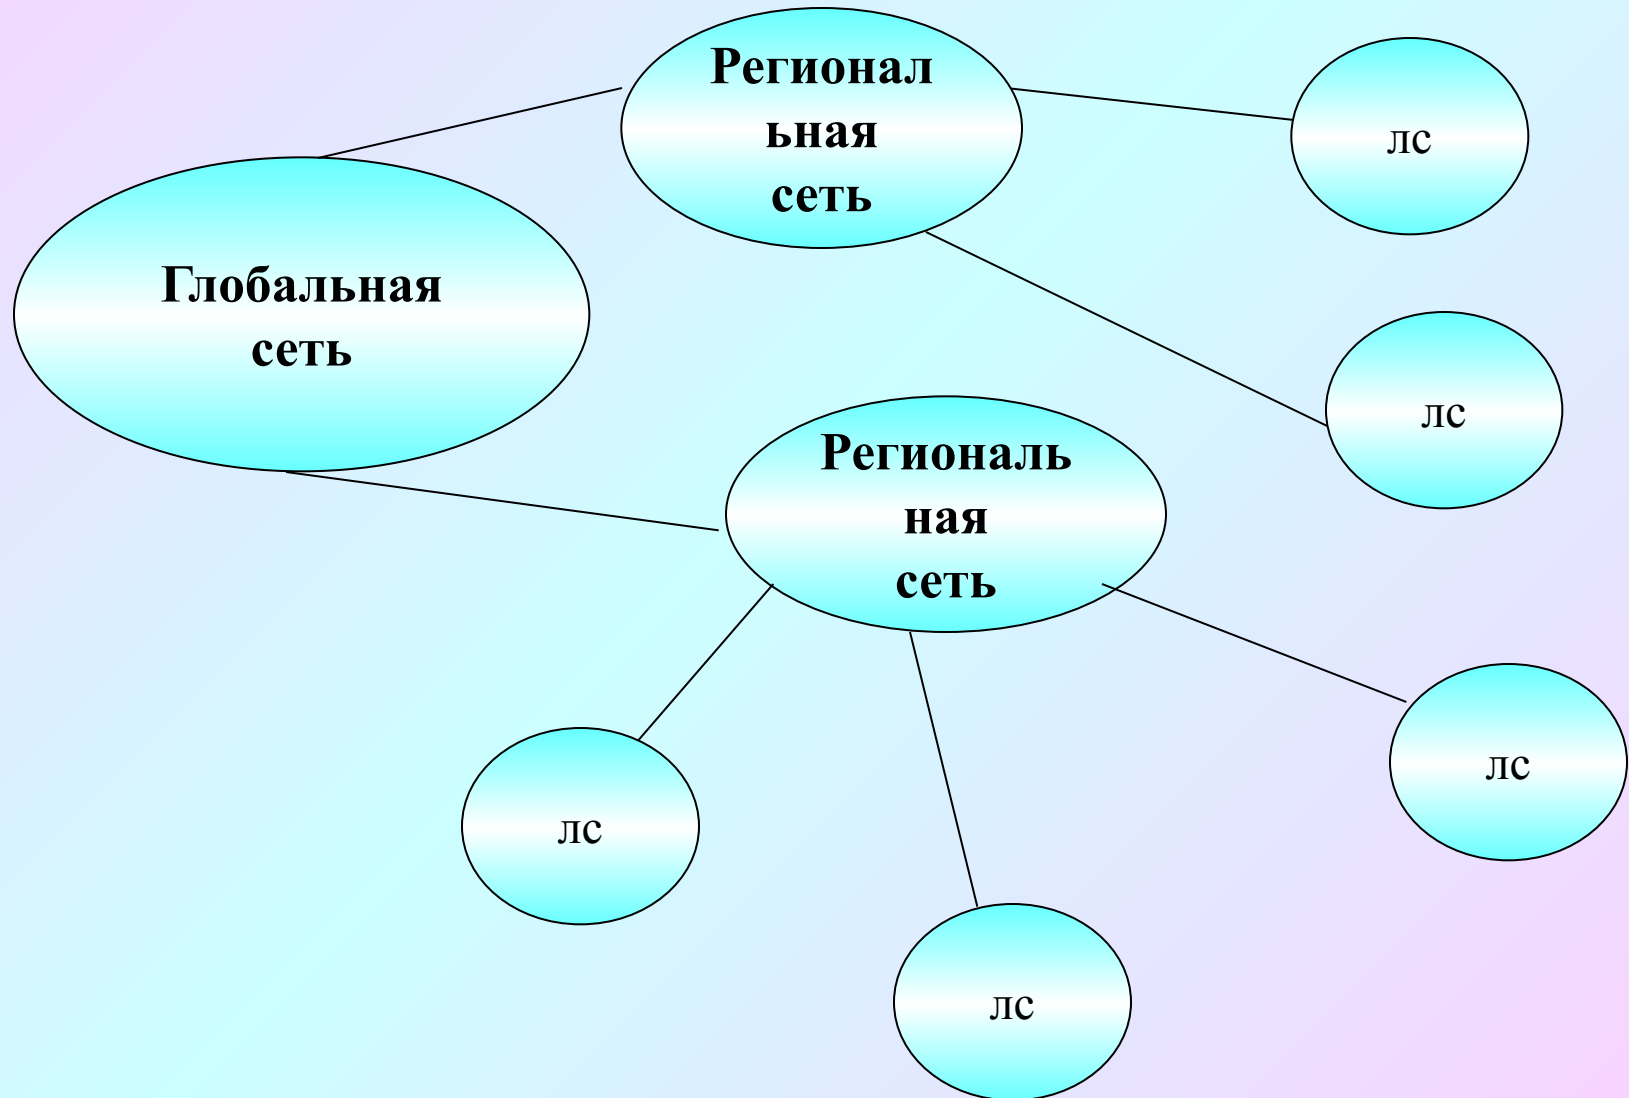 Регионал
ьная
сеть
лс
Глобальная
сеть
лс
Региональ
ная
сеть
лс
лс
лс